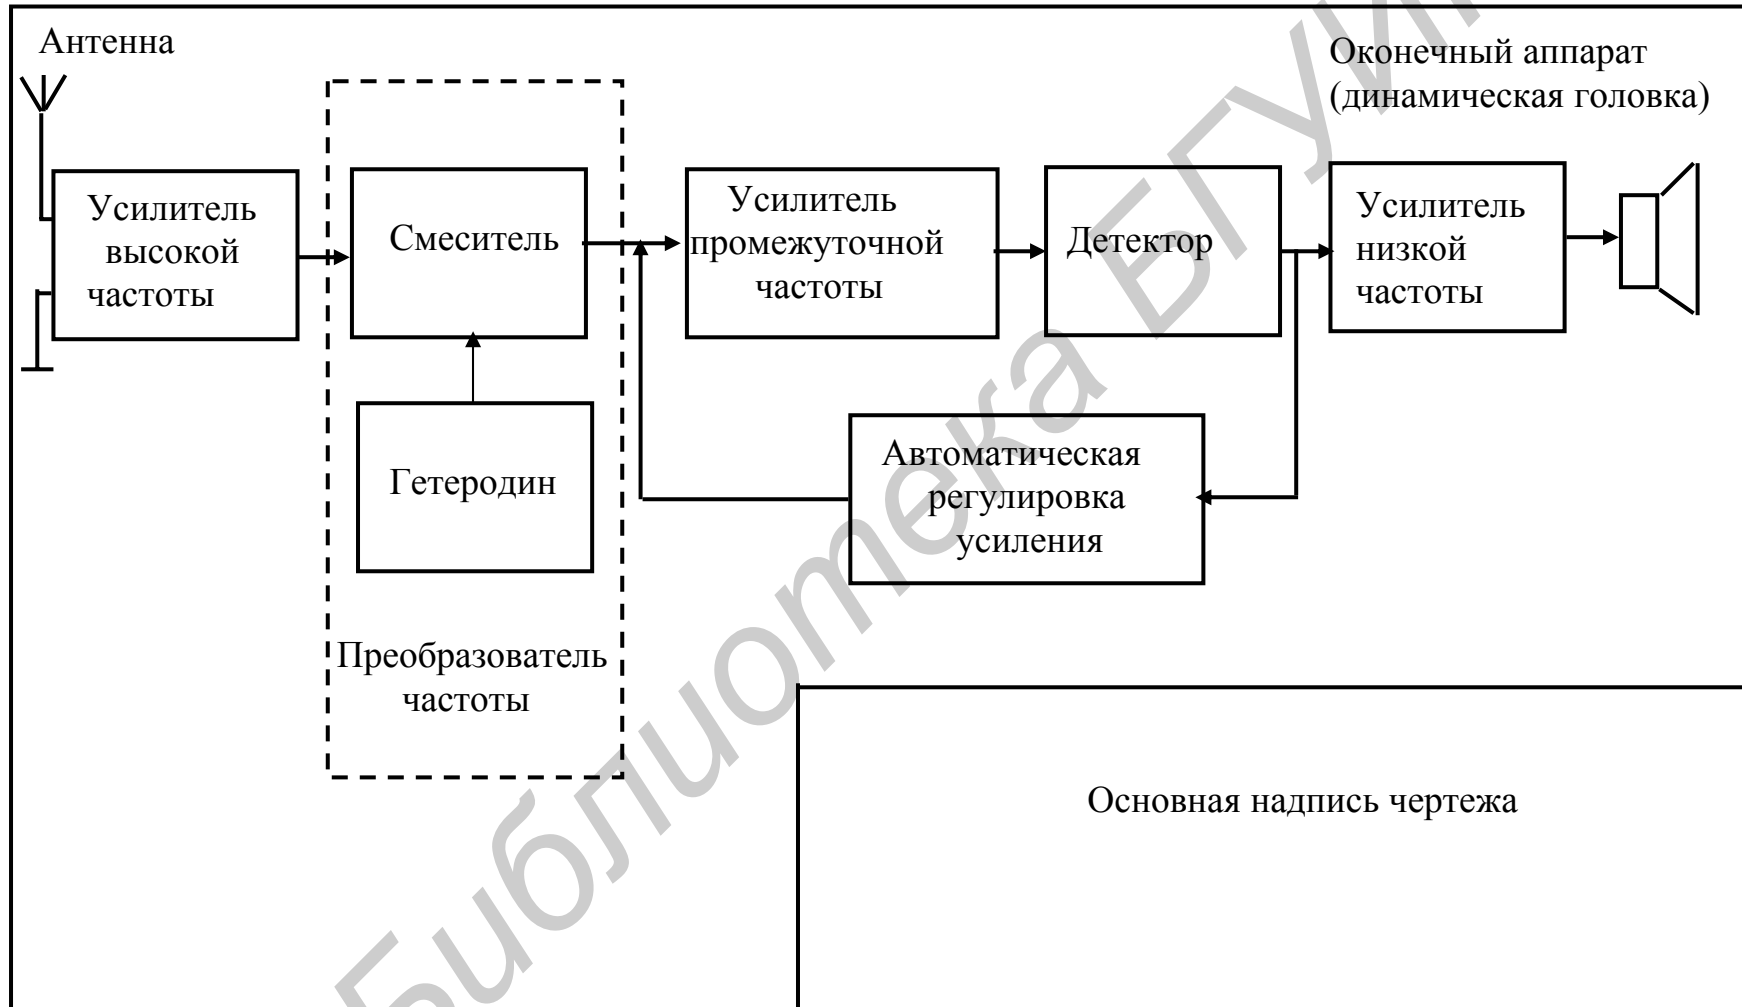 Антенна
Оконечный аппарат
(динамическая головка)
Усилитель
высокой
частоты
Смеситель
Усилитель
промежуточной
частоты
Детектор
Усилитель
низкой
частоты
Гетеродин
Автоматическая
регулировка
усиления
Преобразователь
частоты
Основная надпись чертежа
Библиотека БГУИ